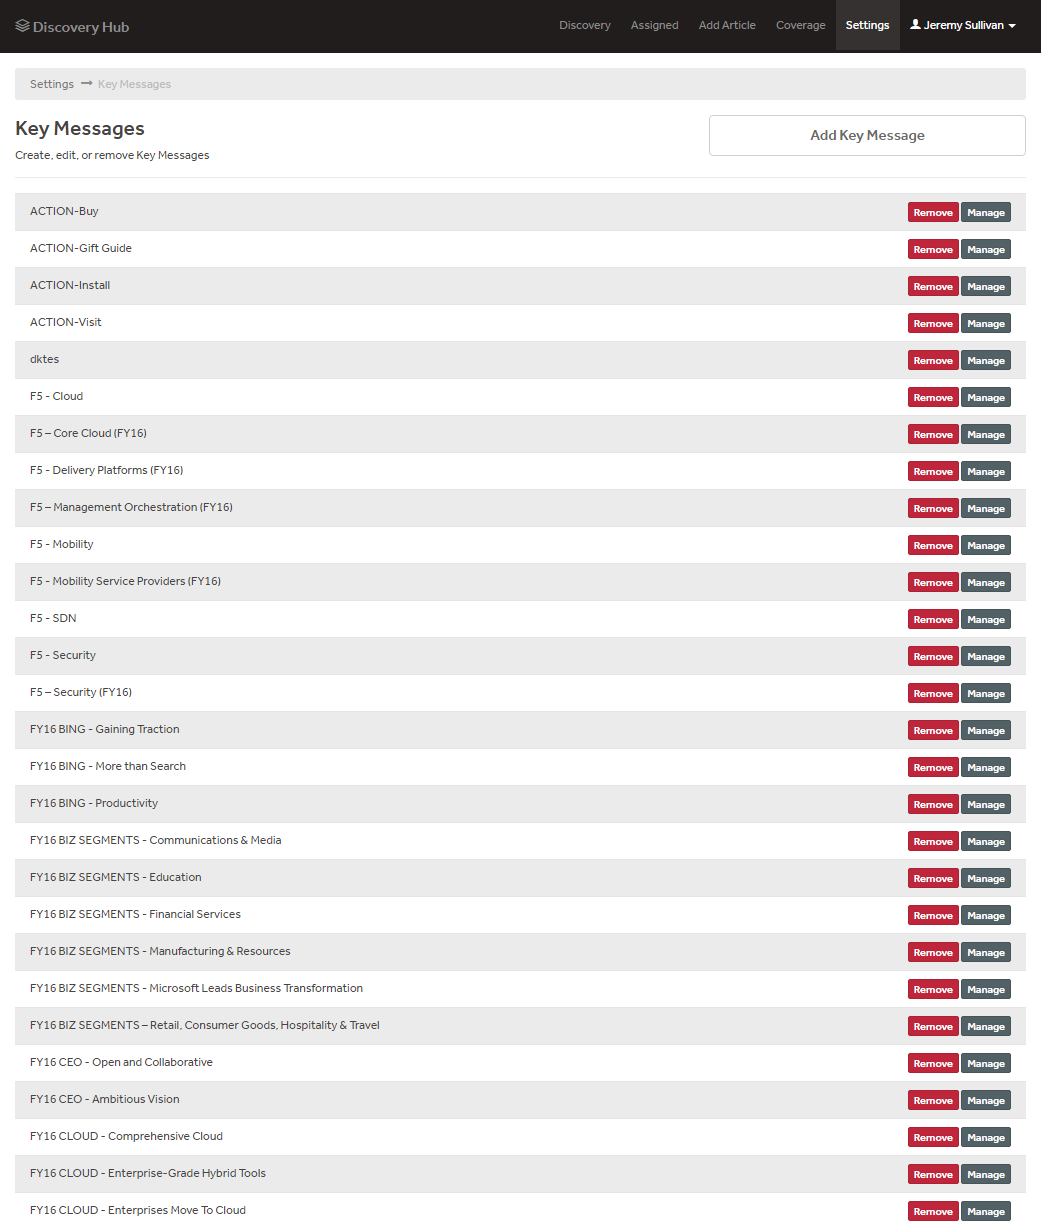 Discovery Hub Discovery Assigned Add Article Coverage Settings Jeremy Sullivan
Settings → Key Messages
Key Messages
Add Key Message
Create, edit, or remove Key Messages
ACTION-Buy Remove Manage
ACTION-Gift Guide Remove Manage
ACTION-Install Remove Manage
ACTION-Visit Remove Manage
dktes Remove Manage
F5 - Cloud Remove Manage
F5 – Core Cloud (FY16) Remove Manage
F5 - Delivery Platforms (FY16) Remove Manage
F5 – Management Orchestration (FY16) Remove Manage
F5 - Mobility Remove Manage
F5 - Mobility Service Providers (FY16) Remove Manage
F5 - SDN Remove Manage
F5 - Security Remove Manage
F5 – Security (FY16) Remove Manage
FY16 BING - Gaining Traction Remove Manage
FY16 BING - More than Search Remove Manage
FY16 BING - Productivity Remove Manage
FY16 BIZ SEGMENTS - Communications & Media Remove Manage
FY16 BIZ SEGMENTS - Education Remove Manage
FY16 BIZ SEGMENTS - Financial Services Remove Manage
FY16 BIZ SEGMENTS - Manufacturing & Resources Remove Manage
FY16 BIZ SEGMENTS - Microsoft Leads Business Transformation Remove Manage
FY16 BIZ SEGMENTS – Retail, Consumer Goods, Hospitality & Travel Remove Manage
FY16 CEO - Open and Collaborative Remove Manage
FY16 CEO - Ambitious Vision Remove Manage
FY16 CLOUD - Comprehensive Cloud Remove Manage
FY16 CLOUD - Enterprise-Grade Hybrid Tools Remove Manage
FY16 CLOUD - Enterprises Move To Cloud Remove Manage